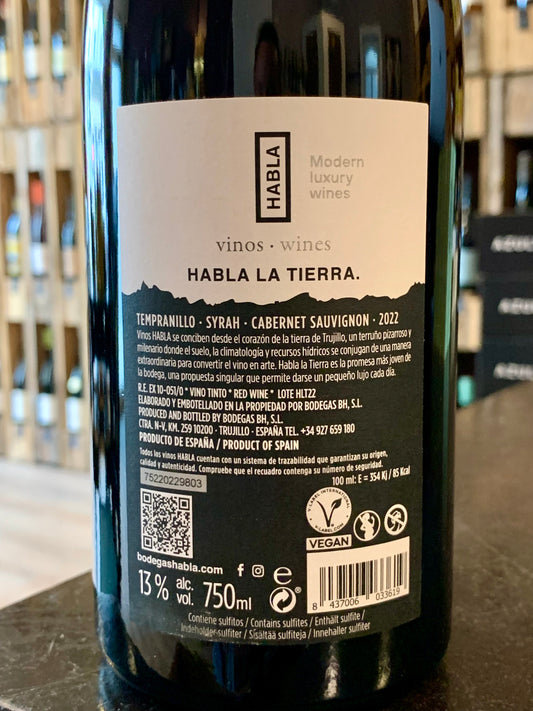 HABLA
Modern
luxury
wines
vinos · wines
HABLA LA TIERRA.
TEMPRANILLO · SYRAH · CABERNET SAUVIGNON · 2022
Vinos HABLA se conciben desde el corazón de la tierra de Trujillo, un terruño pizarroso y
milenario donde el suelo, la climatología y recursos hídricos se conjugan de una manera
extraordinaria para convertir el vino en arte. Habla la Tierra es la promesa más joven de
la bodega, una propuesta singular que permite darse un pequeño lujo cada día.
R.E. EX 10-051/0 * VINO TINTO * RED WINE * LOTE HLT22
ELABORADO Y EMBOTELLADO EN LA PROPIEDAD POR BODEGAS BH, S.L.
PRODUCED AND BOTTLED BY BODEGAS BH, S.L.
CTRA. N-V, KM. 259 10200 · TRUJILLO · ESPAÑA TEL. +34 927 659 180
PRODUCTO DE ESPAÑA / PRODUCT OF SPAIN
Todos los vinos HABLA cuentan con un sistema de trazabilidad que garantizan su origen,
calidad y autenticidad. Compruebe que el recuadro contenga su número de seguridad.
75220229803
100 ml: E = 354 Kj / 85 Kcal
V-LABEL INTERNATIONAL
V-LABEL.COM
VEGAN
bodegashabla.com
13 % alc. vol. 750ml e
8 437006 033619
Contiene sulfitos / Contains sulfites / Enthält sulfite /
Indeholder sulfiter / Sisältää sulfiteja / Innehaller sulfiter